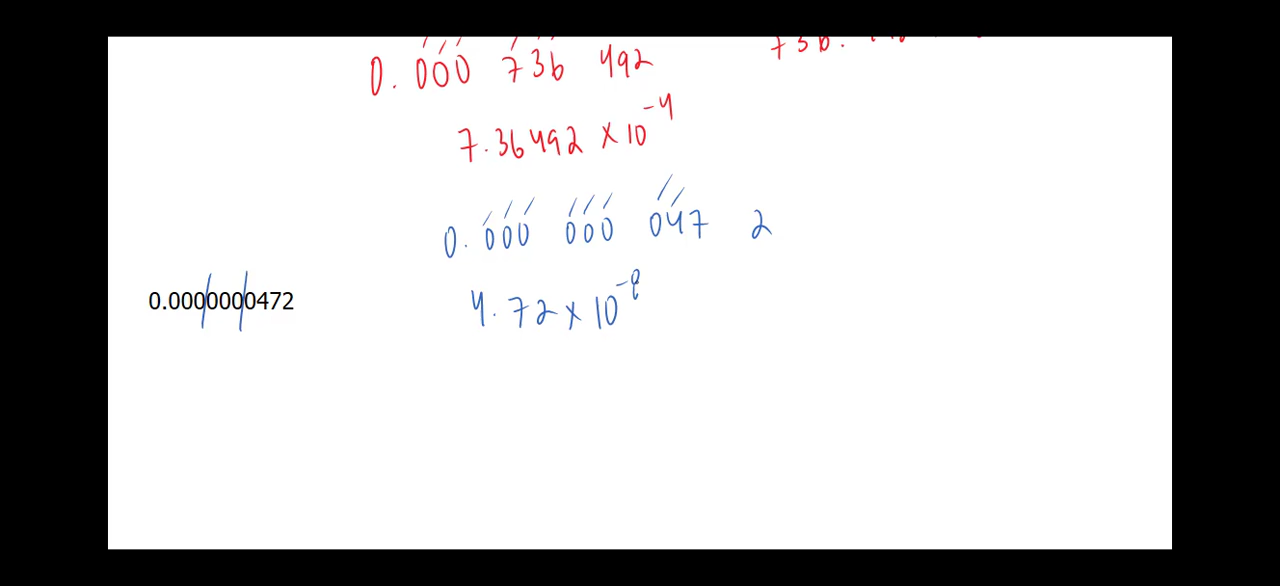 0. 000 736 492
7.36492 × 10⁻⁴
0. 000 000 047 2
0.0000000472
4.72 × 10⁻⁸